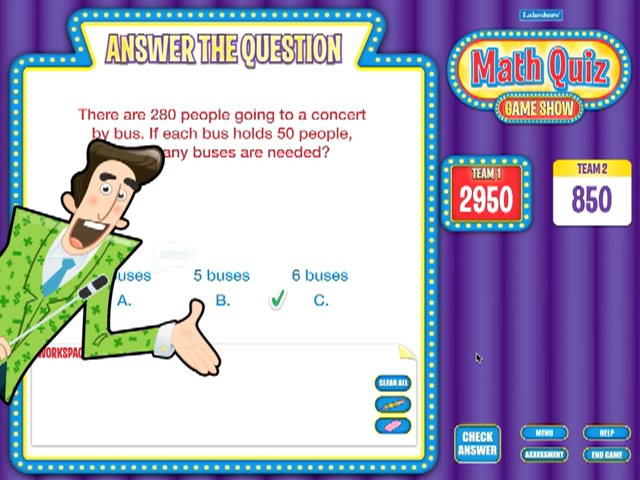 Lakeshore
ANSWER THE QUESTION
Math Quiz
GAME SHOW
There are 280 people going to a concert
by bus. If each bus holds 50 people,
any buses are needed?
TEAM 1
2950
TEAM 2
850
uses
5 buses
6 buses
A.
B.
C.
WORKSPAC
CLEAR ALL
CHECK
ANSWER
MENU
HELP
ASSESSMENT
END GAME